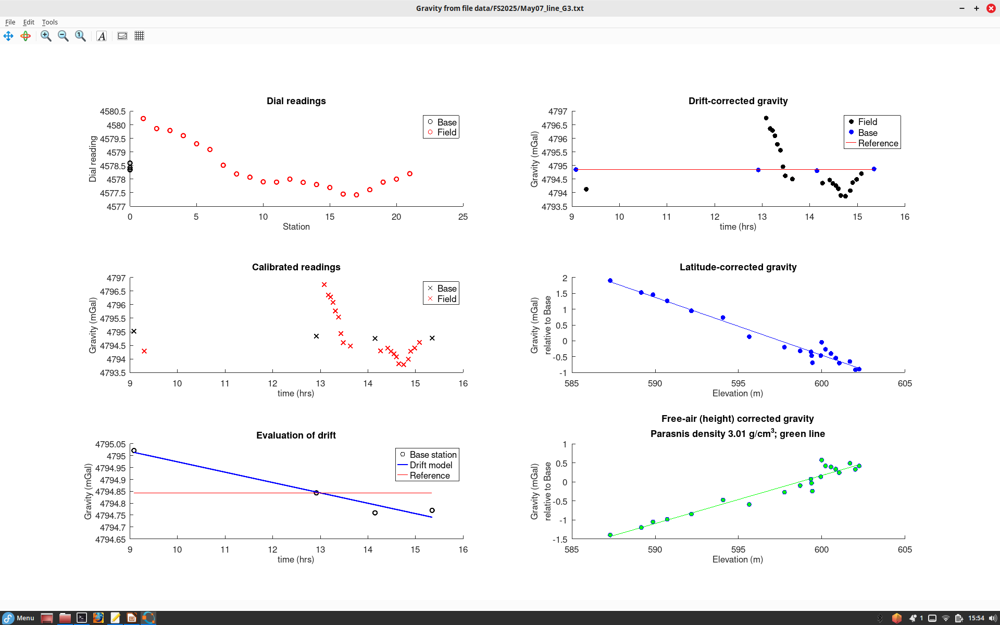 Gravity from file data/FS2025/May07_line_G3.txt
File Edit Tools
A
Dial readings
Dial reading
4580.5
4580
4579.5
4579
4578.5
4578
4577.5
4577
0 5 10 15 20 25
Station
Base
Field
Drift-corrected gravity
Gravity (mGal)
4797
4796.5
4796
4795.5
4795
4794.5
4794
4793.5
9 10 11 12 13 14 15 16
time (hrs)
Field
Base
Reference
Calibrated readings
Gravity (mGal)
4797
4796.5
4796
4795.5
4795
4794.5
4794
4793.5
9 10 11 12 13 14 15 16
time (hrs)
Base
Field
Latitude-corrected gravity
Gravity (mGal)
relative to Base
2
1.5
1
0.5
0
-0.5
-1
585 590 595 600 605
Elevation (m)
Evaluation of drift
Gravity (mGal)
4795.05
4795
4794.95
4794.9
4794.85
4794.8
4794.75
4794.7
4794.65
9 10 11 12 13 14 15 16
time (hrs)
Base station
Drift model
Reference
Free-air (height) corrected gravity
Parasnis density 3.01 g/cm³; green line
Gravity (mGal)
relative to Base
1
0.5
0
-0.5
-1
-1.5
585 590 595 600 605
Elevation (m)
Menu
1
15:54